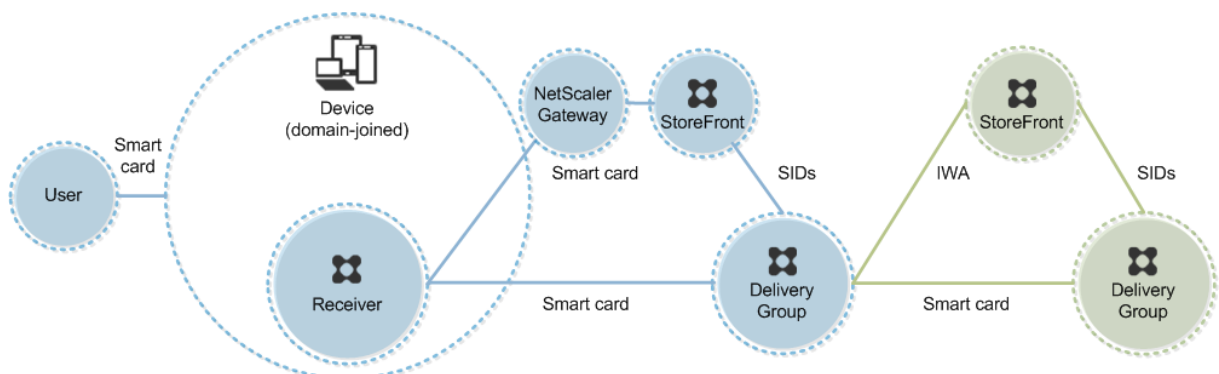 User
Smart
card
Device
(domain-joined)
Receiver
NetScaler
Gateway
Smart card
StoreFront
SIDs
Smart card
Delivery
Group
IWA
StoreFront
SIDs
Smart card
Delivery
Group